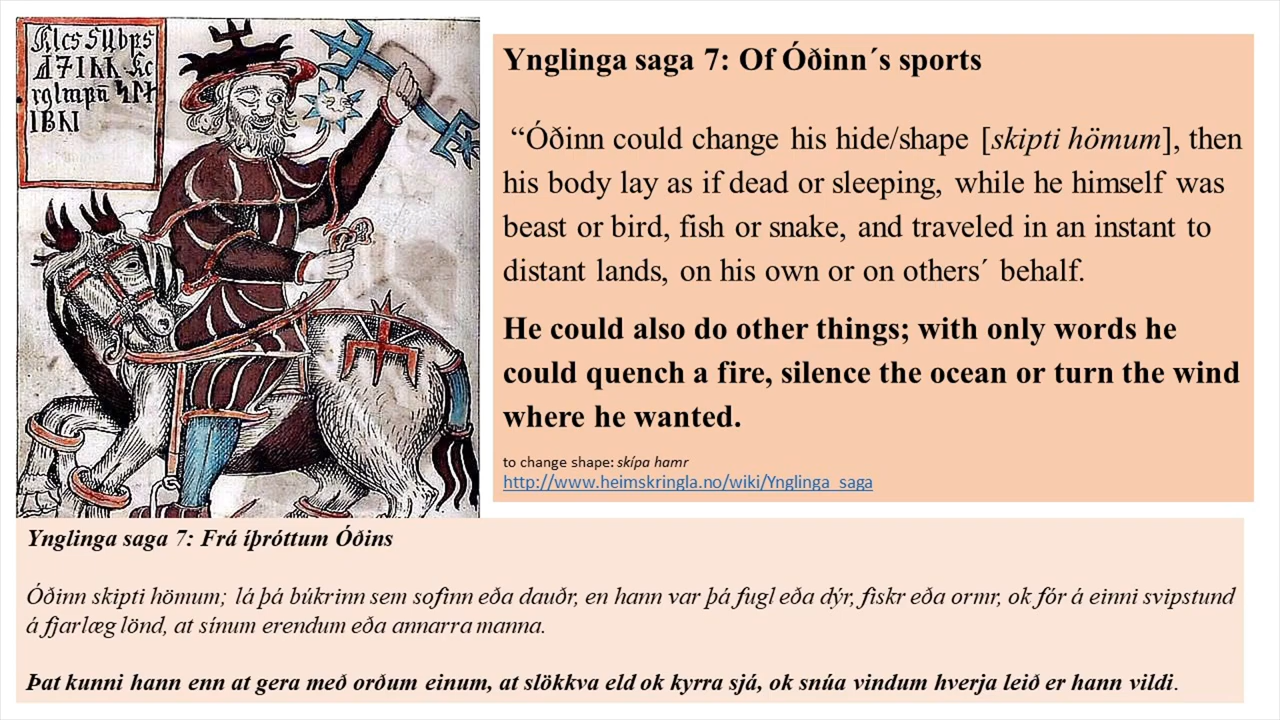 Ynglinga saga 7: Of Óðinn´s sports
“Óðinn could change his hide/shape [skipti hömum], then
his body lay as if dead or sleeping, while he himself was
beast or bird, fish or snake, and traveled in an instant to
distant lands, on his own or on others´ behalf.
He could also do other things; with only words he
could quench a fire, silence the ocean or turn the wind
where he wanted.
to change shape: skípa hamr
http://www.heimskringla.no/wiki/Ynglinga_saga
Ynglinga saga 7: Frá íþróttum Óðins
Óðinn skipti hömum; lá þá búkrinn sem sofinn eða dauðr, en hann var þá fugl eða dýr, fiskr eða ormr, ok fór á einni svipstund
á fjarlæg lönd, at sínum erendum eða annarra manna.
Þat kunni hann enn at gera með orðum einum, at slökkva eld ok kyrra sjá, ok snúa vindum hverja leið er hann vildi.